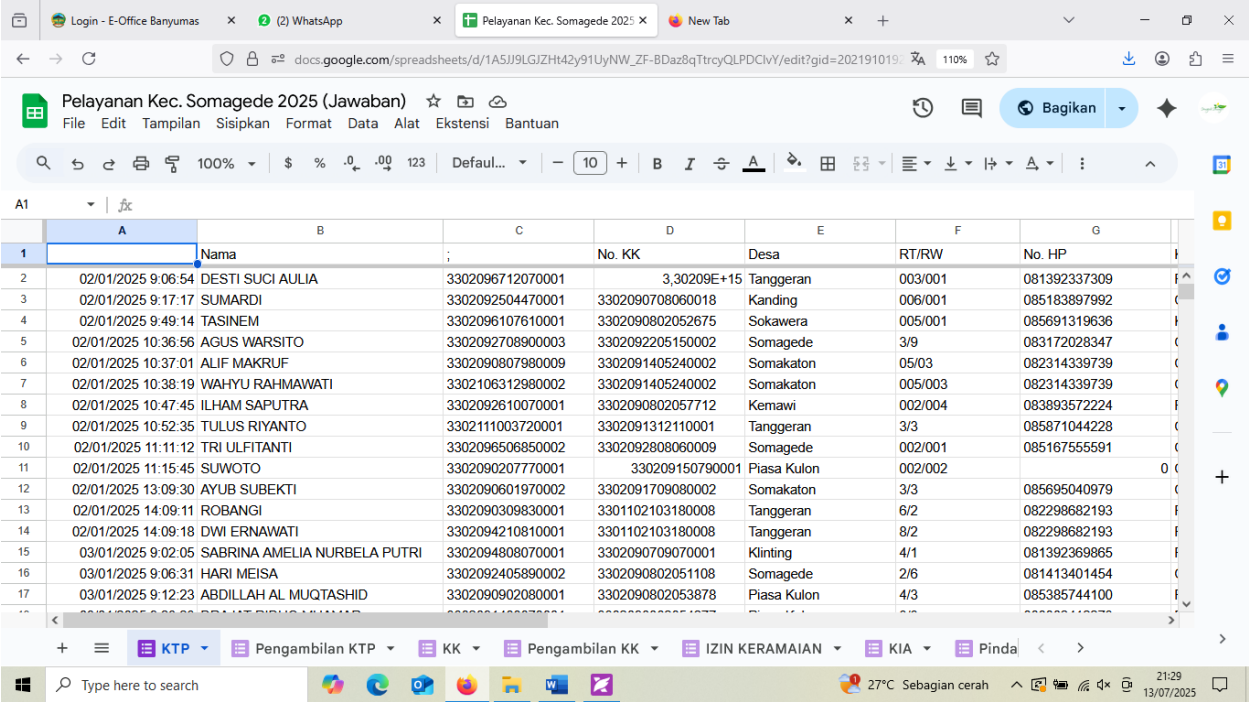 Login - E-Office Banyumas
(2) WhatsApp
Pelayanan Kec. Somagede 2025
New Tab
docs.google.com/spreadsheets/d/1A5JJ9LGJZHt42y91UyNW_ZF-BDaz8qTtrcyQLPDCIvY/edit?gid=2021910192
110%
Pelayanan Kec. Somagede 2025 (Jawaban)
Bagikan
File Edit Tampilan Sisipkan Format Data Alat Ekstensi Bantuan
100% $ % .0 .00 123 Defaul... - 10 + B I S A
A1 fx
A B C D E F G
1 Nama ; No. KK Desa RT/RW No. HP
2 02/01/2025 9:06:54 DESTI SUCI AULIA 3302096712070001 3,30209E+15 Tanggeran 003/001 081392337309
3 02/01/2025 9:17:17 SUMARDI 3302092504470001 3302090708060018 Kanding 006/001 085183897992
4 02/01/2025 9:49:14 TASINEM 3302096107610001 3302090802052675 Sokawera 005/001 085691319636
5 02/01/2025 10:36:56 AGUS WARSITO 3302092708900003 3302092205150002 Somagede 3/9 083172028347
6 02/01/2025 10:37:01 ALIF MAKRUF 3302090807980009 3302091405240002 Somakaton 05/03 082314339739
7 02/01/2025 10:38:19 WAHYU RAHMAWATI 3302106312980002 3302091405240002 Somakaton 005/003 082314339739
8 02/01/2025 10:47:45 ILHAM SAPUTRA 3302092610070001 3302090802057712 Kemawi 002/004 083893572224
9 02/01/2025 10:52:35 TULUS RIYANTO 3302111003720001 3302091312110001 Tanggeran 3/3 085871044228
10 02/01/2025 11:11:12 TRI ULFITANTI 3302096506850002 3302092808060009 Somagede 002/001 085167555591
11 02/01/2025 11:15:45 SUWOTO 3302090207770001 330209150790001 Piasa Kulon 002/002 0
12 02/01/2025 13:09:30 AYUB SUBEKTI 3302090601970002 3302091709080002 Somakaton 3/3 085695040979
13 02/01/2025 14:09:11 ROBANGI 3302090309830001 3301102103180008 Tanggeran 6/2 082298682193
14 02/01/2025 14:09:18 DWI ERNAWATI 3302094210810001 3301102103180008 Tanggeran 8/2 082298682193
15 03/01/2025 9:02:05 SABRINA AMELIA NURBELA PUTRI 3302094808070001 3302090709070001 Klinting 4/1 081392369865
16 03/01/2025 9:06:31 HARI MEISA 3302092405890002 3302090802051108 Somagede 2/6 081413401454
17 03/01/2025 9:12:23 ABDILLAH AL MUQTASHID 3302090902080001 3302090802053878 Piasa Kulon 4/3 085385744100
KTP Pengambilan KTP KK Pengambilan KK IZIN KERAMAIAN KIA Pinda
Type here to search
27°C Sebagian cerah
21:29
13/07/2025